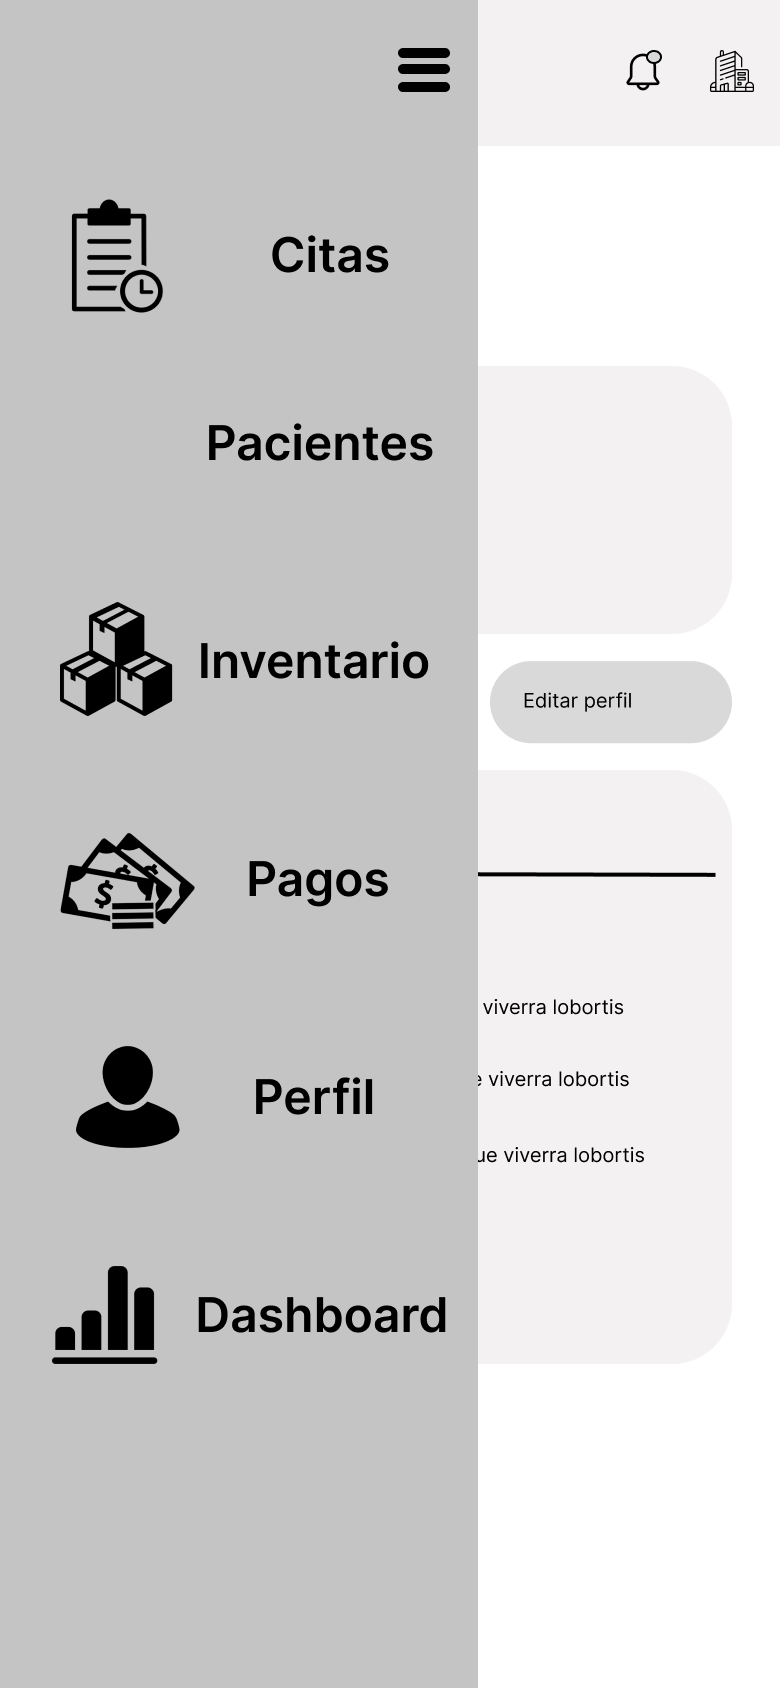 Citas
Pacientes
Inventario
Pagos
Perfil
Dashboard
Editar perfil
viverra lobortis
viverra lobortis
ue viverra lobortis